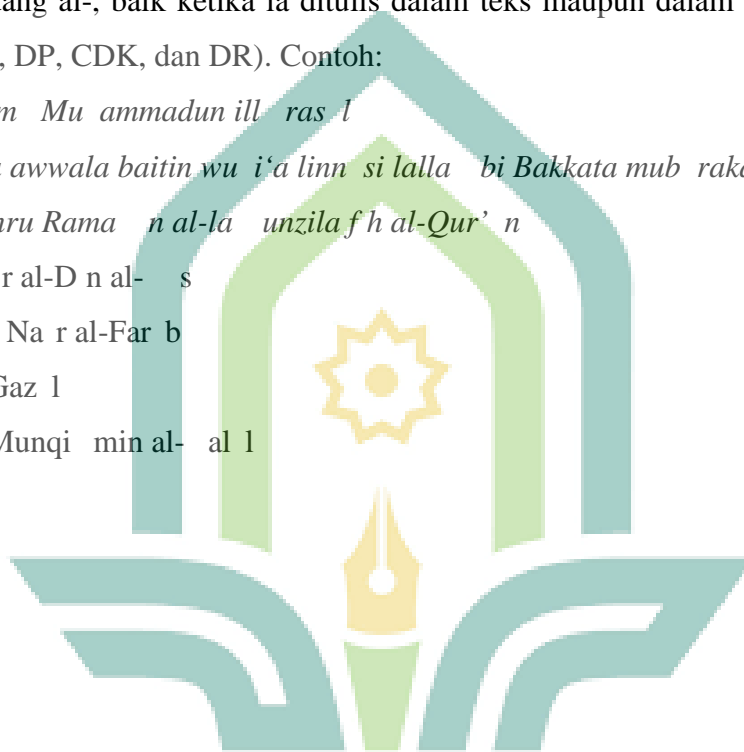 ang al-, baik ketika ia ditulis dalam teks maupun dalam
, DP, CDK, dan DR). Contoh:
m Mu ammadun ill ras l
awwala baitin wu i‘a linn si lalla bi Bakkata mub raka
ru Rama n al-la unzila f h al-Qur’ n
r al-D n al- s
Na r al-Far b
Gaz l
Munqi min al- al l